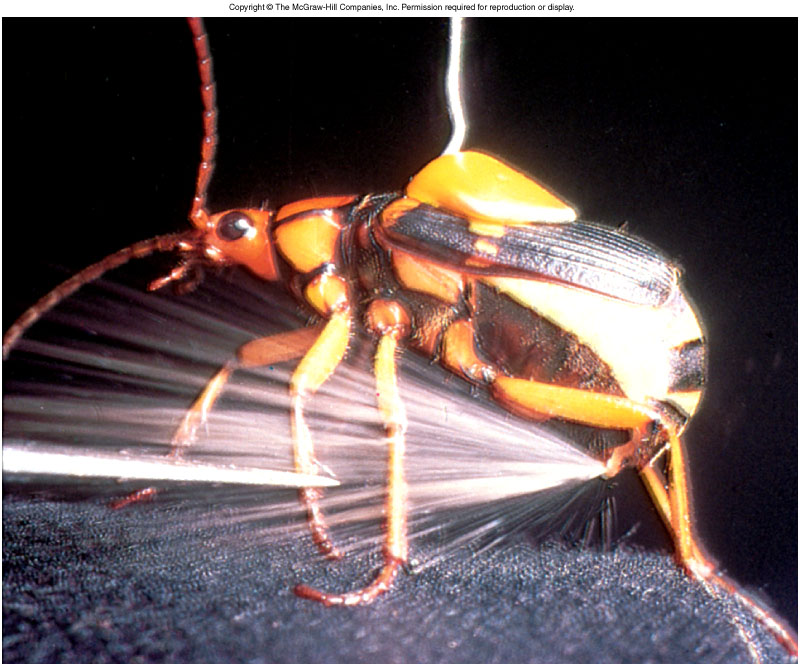 Copyright © The McGraw-Hill Companies, Inc. Permission required for reproduction or display.